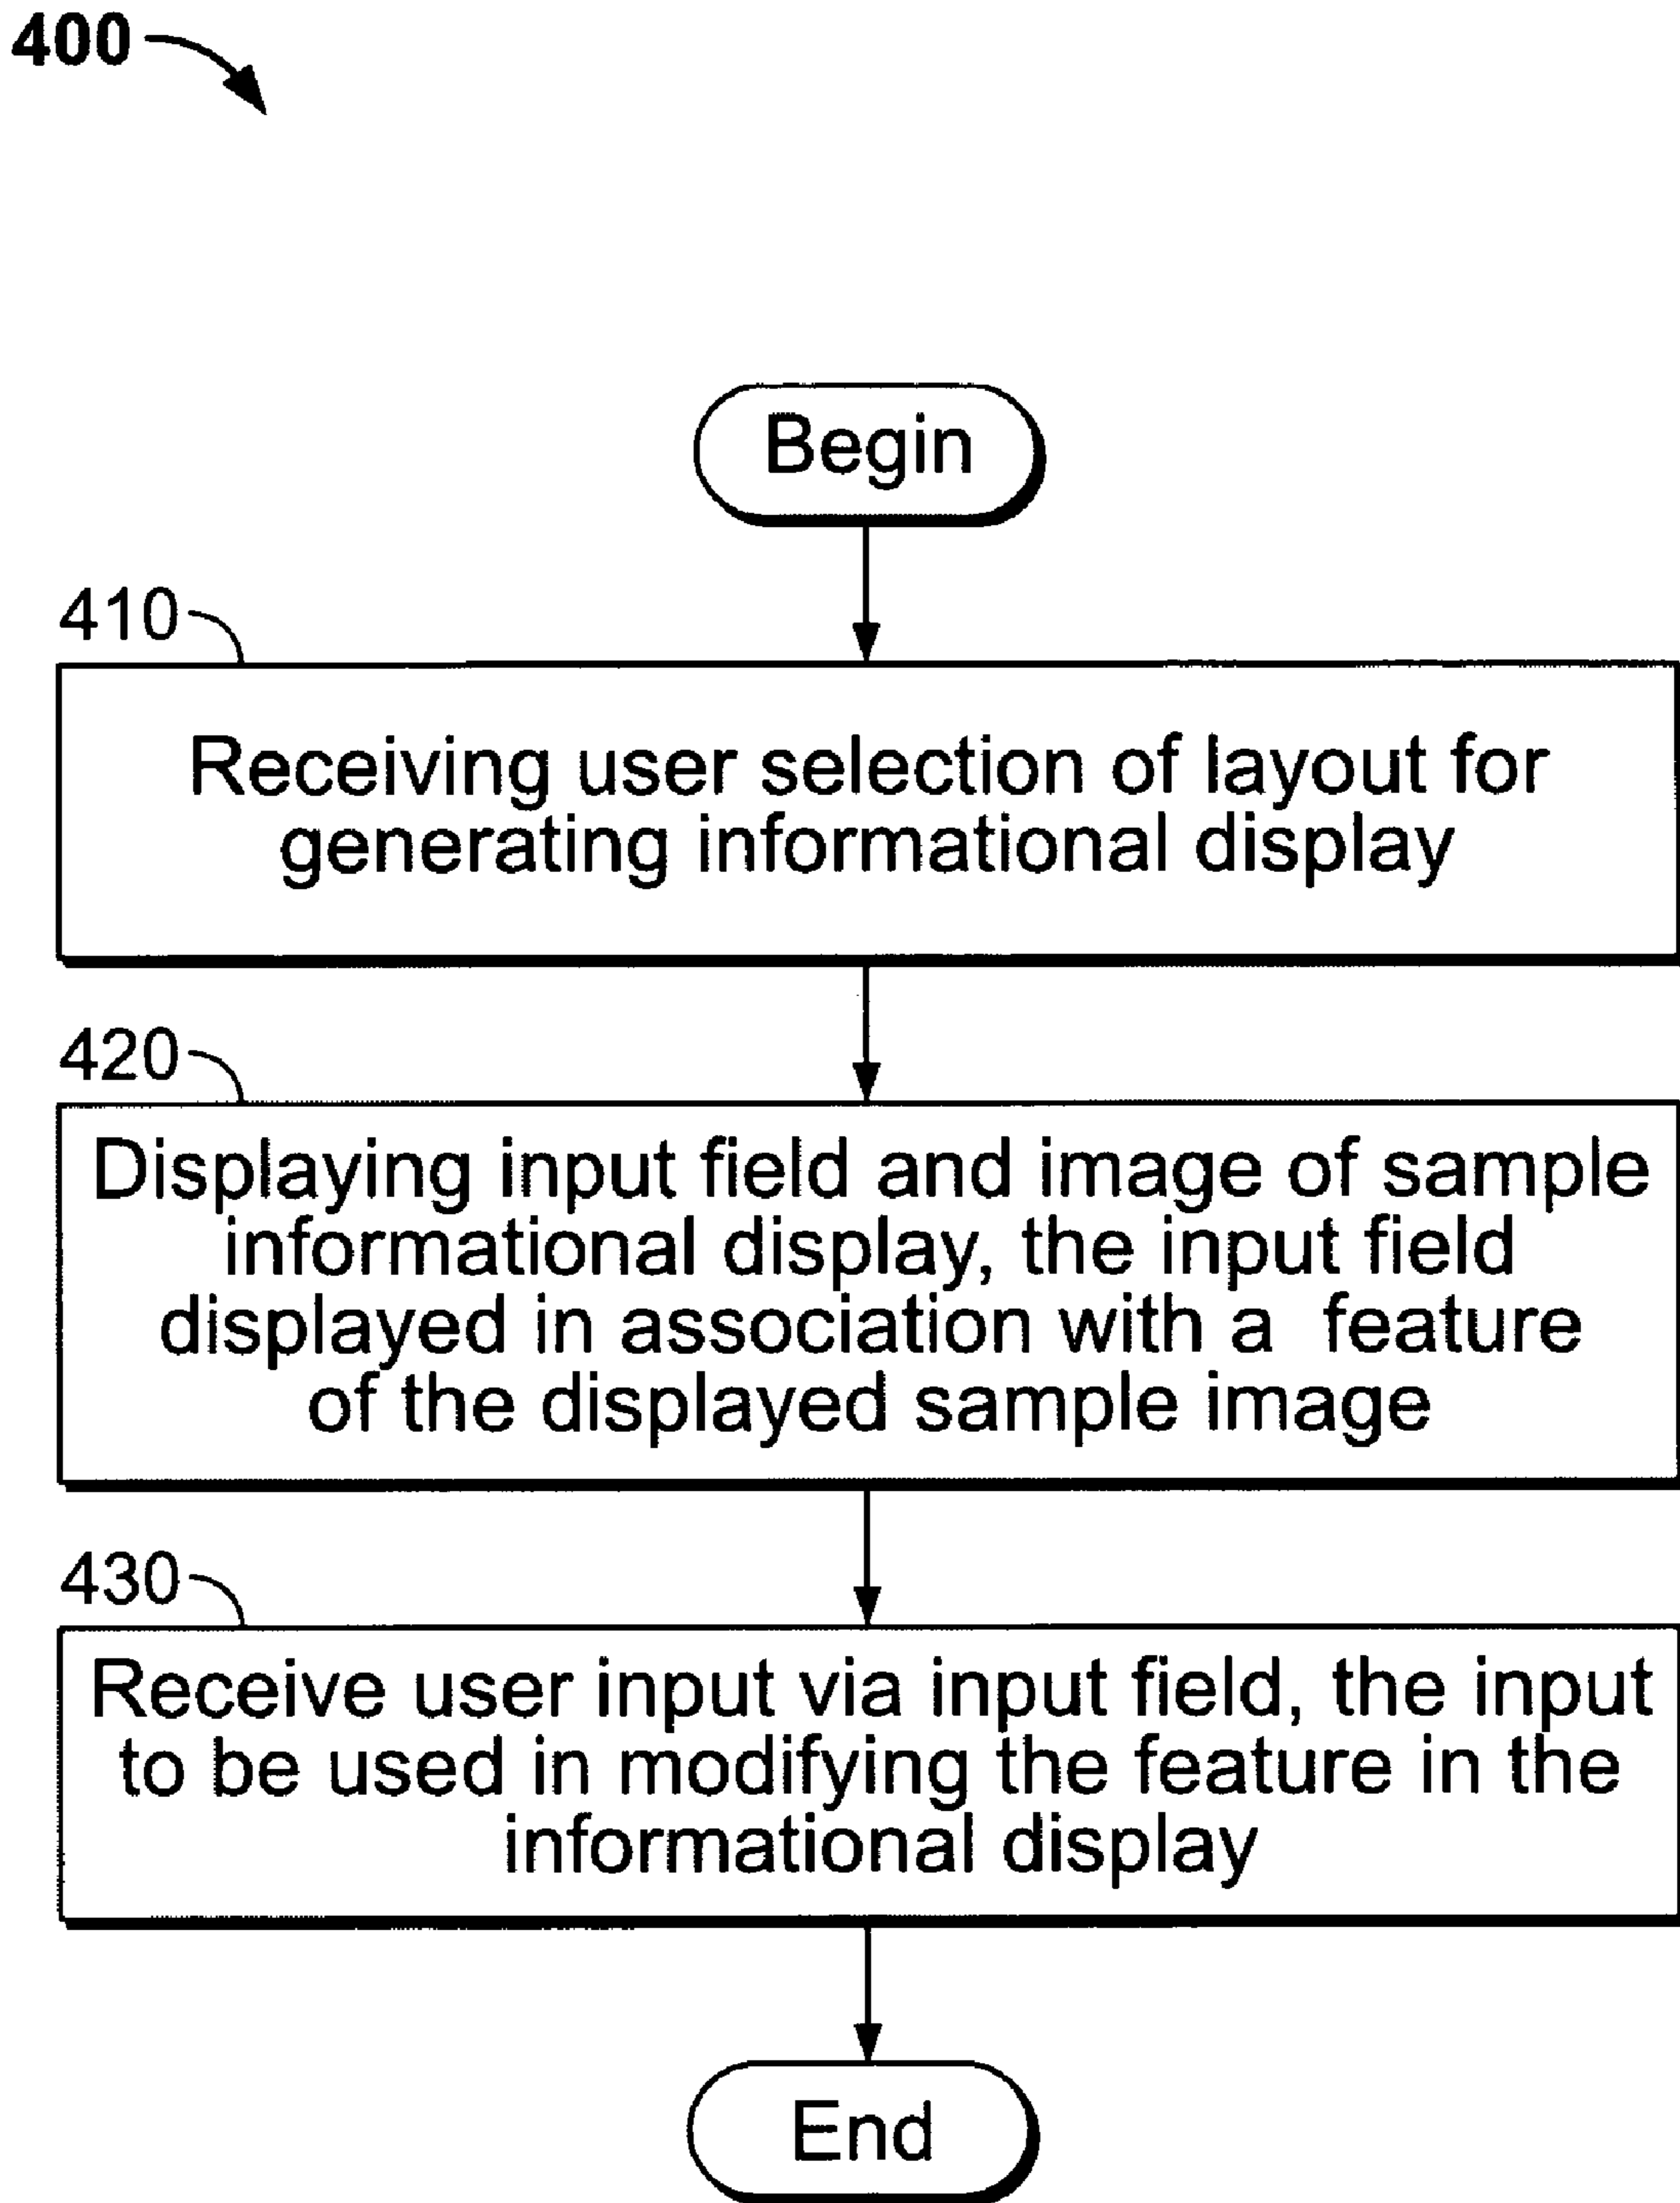 400
Begin
410
Receiving user selection of layout for
generating informational display
420
Displaying input field and image of sample
informational display, the input field
displayed in association with a feature
of the displayed sample image
430
Receive user input via input field, the input
to be used in modifying the feature in the
informational display
End